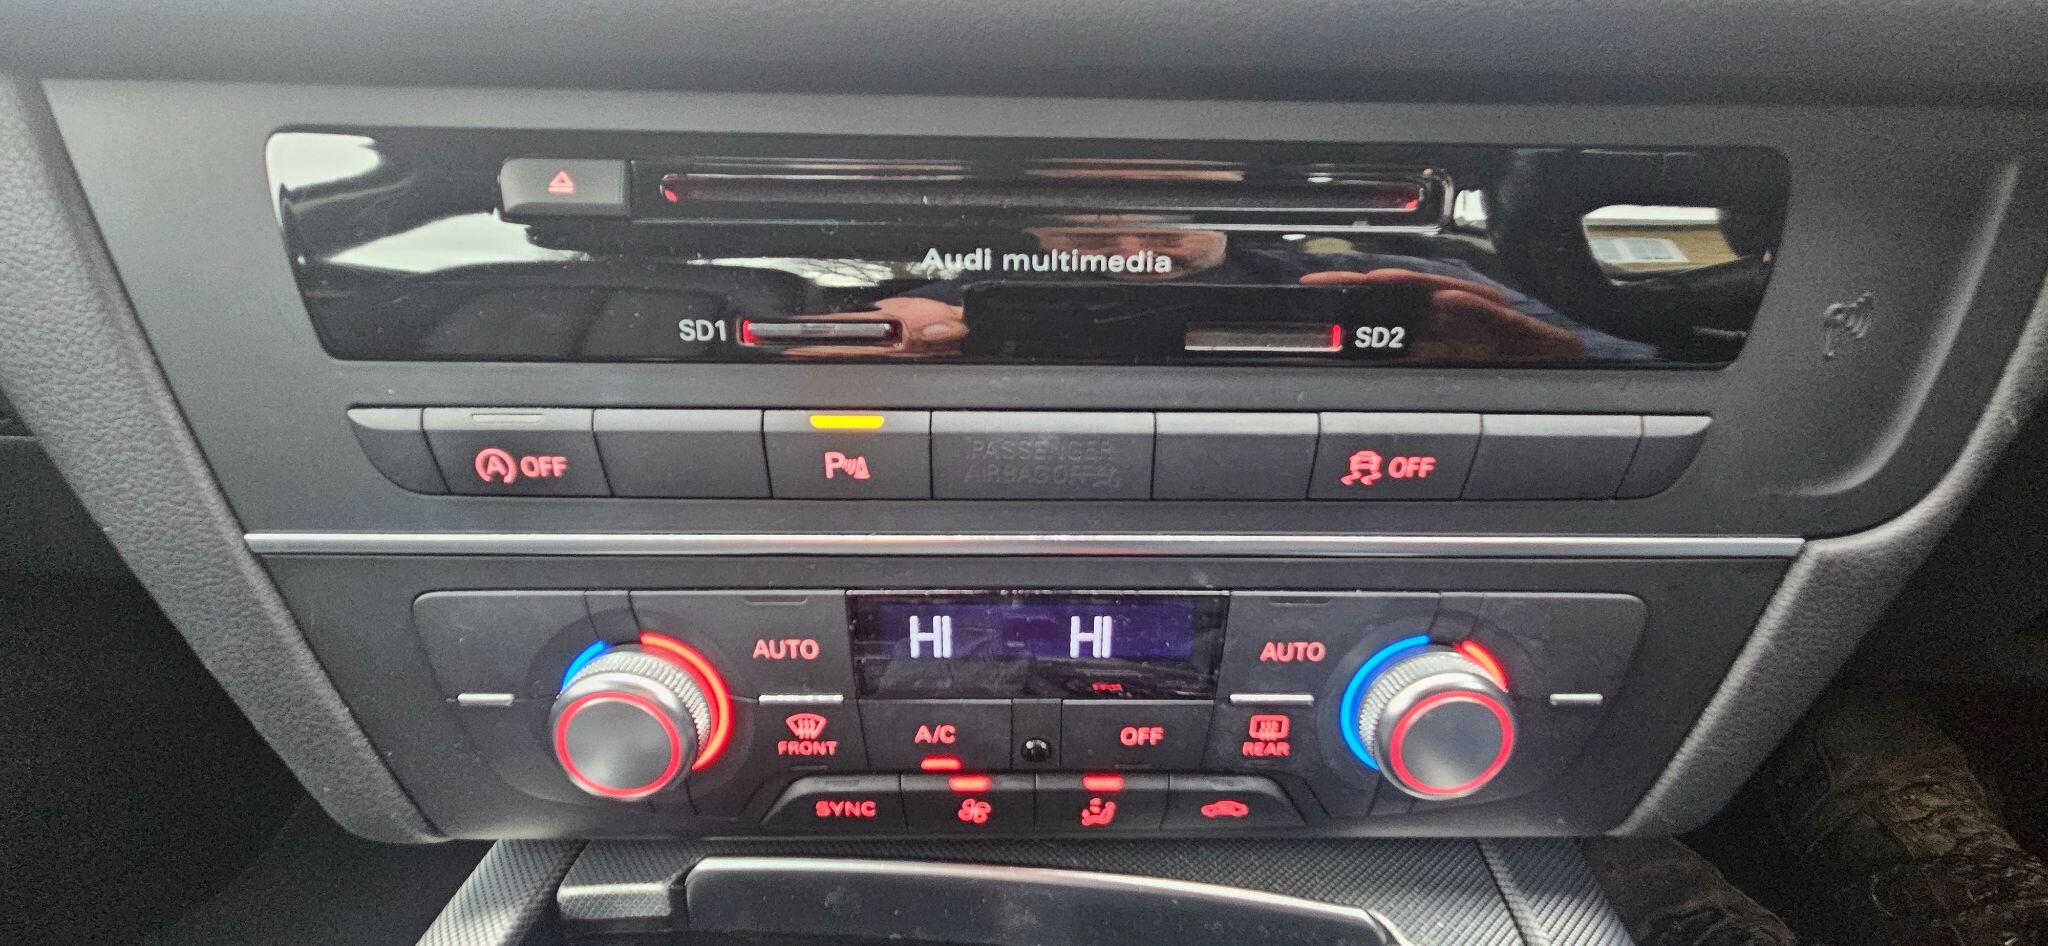 Audi multimedia
SD1
SD2
A OFF
P
PASSENGER
AIRBAG OFF
OFF
AUTO
HI
HI
AUTO
FRONT
A/C
OFF
REAR
SYNC